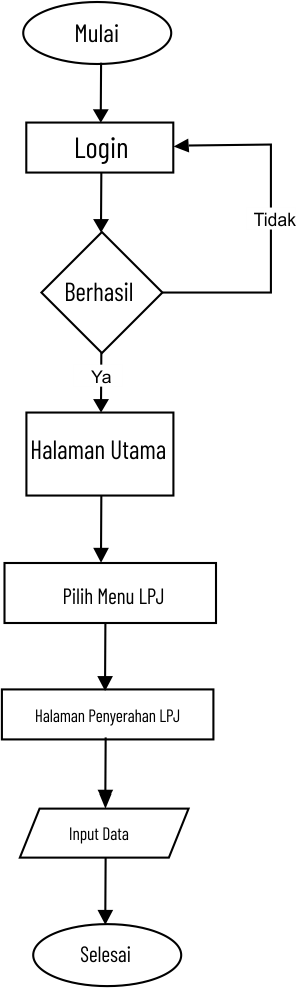 Mulai
Login
Tidak
Berhasil
Ya
Halaman Utama
Pilih Menu LPJ
Halaman Penyerahan LPJ
Input Data
Selesai